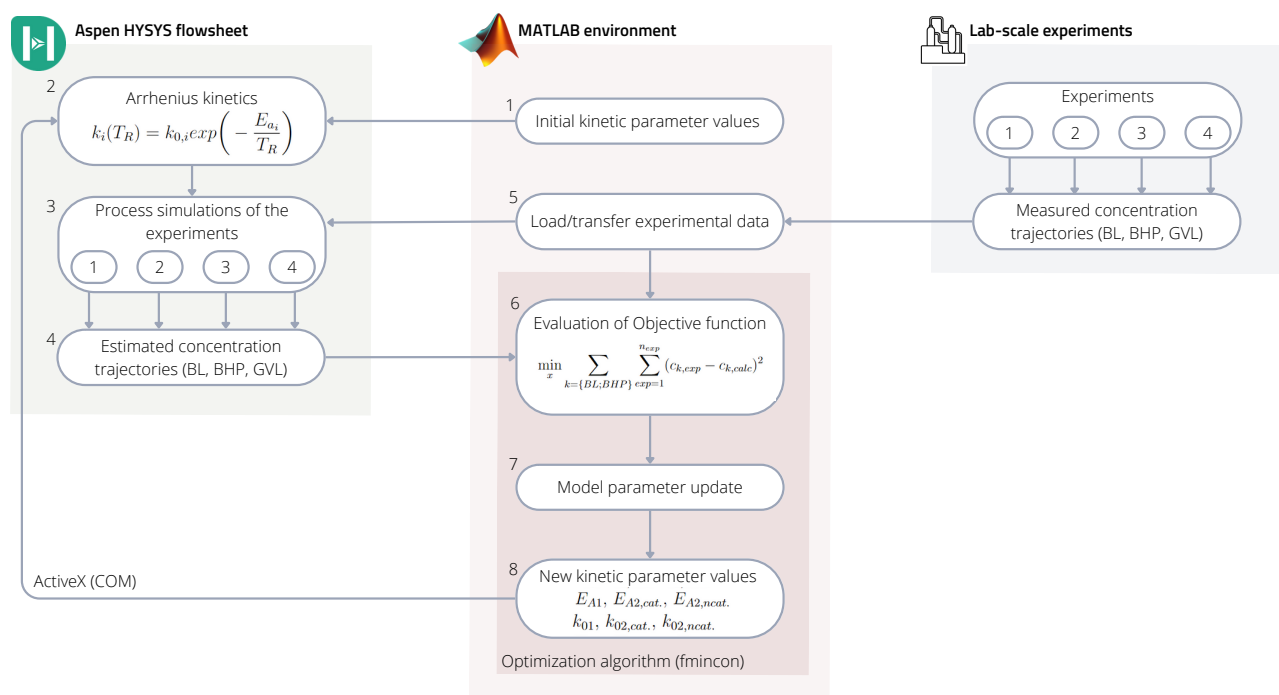 Aspen HYSYS flowsheet
2
Arrhenius kinetics
k_i(T_R) = k_{0,i}exp(-\frac{E_{a_i}}{T_R})
3
Process simulations of the
experiments
1 2 3 4
4
Estimated concentration
trajectories (BL, BHP, GVL)
ActiveX (COM)
MATLAB environment
1
Initial kinetic parameter values
5
Load/transfer experimental data
6
Evaluation of Objective function
\min_x \sum_{k=\{BL;BHP\}} \sum_{exp=1}^{n_{exp}} (c_{k,exp} - c_{k,calc})^2
7
Model parameter update
8
New kinetic parameter values
E_{A1}, E_{A2,cat.}, E_{A2,ncat.}
k_{01}, k_{02,cat.}, k_{02,ncat.}
Optimization algorithm (fmincon)
Lab-scale experiments
Experiments
1 2 3 4
Measured concentration
trajectories (BL, BHP, GVL)